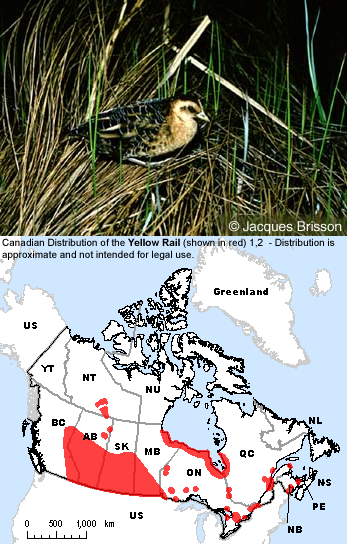 © Jacques Brisson
Canadian Distribution of the Yellow Rail (shown in red) 1,2 - Distribution is
approximate and not intended for legal use.
Greenland
US
YT
NT
NU
BC
AB
SK
MB
ON
QC
NL
NS
PE
NB
US
0 500 1,000 km